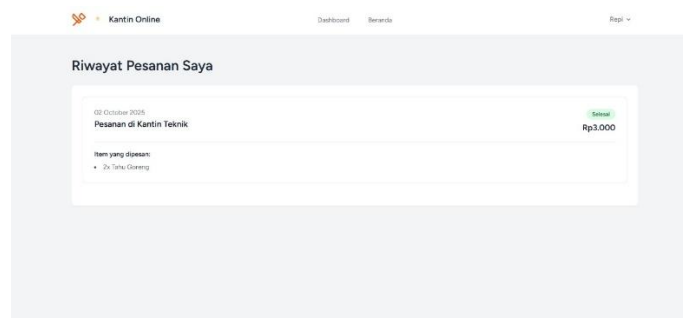 Kantin Online
Dashboard
Beranda
Repi
Riwayat Pesanan Saya
02 October 2025
Selesai
Pesanan di Kantin Teknik
Rp3.000
Item yang dipesan:
2x Tahu Goreng